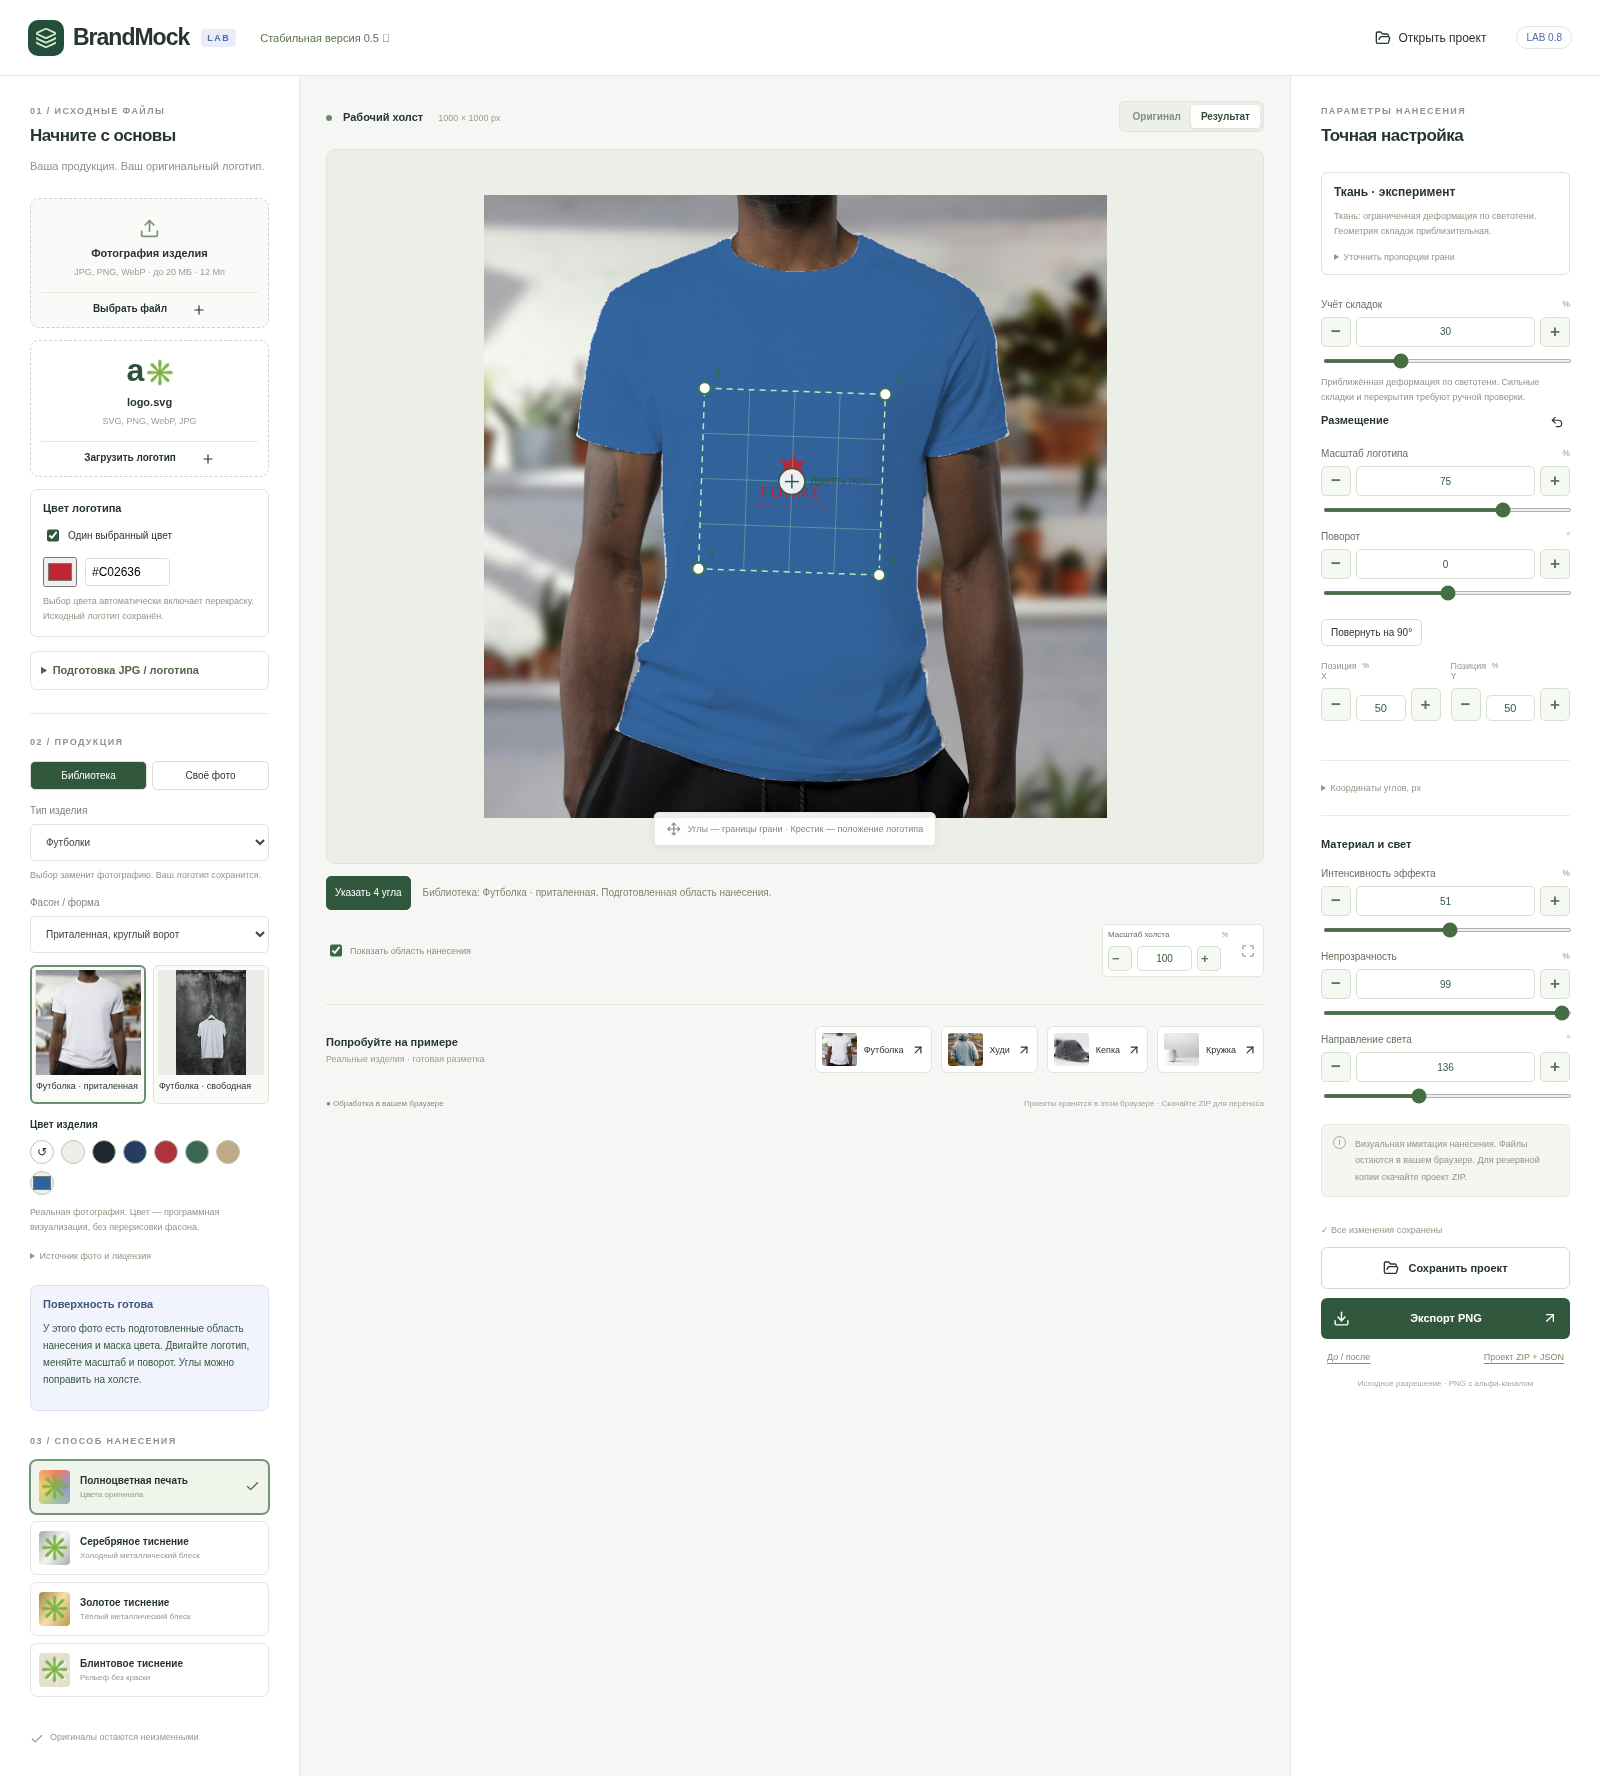 BrandMock LAB Стабильная версия 0.5
Открыть проект LAB 0.8
01 / ИСХОДНЫЕ ФАЙЛЫ
Начните с основы
Ваша продукция. Ваш оригинальный логотип.
Фотография изделия
JPG, PNG, WebP · до 20 МБ · 12 Мп
Выбрать файл
a
logo.svg
SVG, PNG, WebP, JPG
Загрузить логотип
Цвет логотипа
Один выбранный цвет
#C02636
Выбор цвета автоматически включает перекраску.
Исходный логотип сохранён.
Подготовка JPG / логотипа
02 / ПРОДУКЦИЯ
Библиотека
Своё фото
Тип изделия
Футболки
Выбор заменит фотографию. Ваш логотип сохранится.
Фасон / форма
Приталенная, круглый ворот
Футболка · приталенная
Футболка · свободная
Цвет изделия
Реальная фотография. Цвет — программная
визуализация, без перерисовки фасона.
Источник фото и лицензия
Поверхность готова
У этого фото есть подготовленные область
нанесения и маска цвета. Двигайте логотип,
меняйте масштаб и поворот. Углы можно
поправить на холсте.
03 / СПОСОБ НАНЕСЕНИЯ
Полноцветная печать
Цвета оригинала
Серебряное тиснение
Холодный металлический блеск
Золотое тиснение
Тёплый металлический блеск
Блинтовое тиснение
Рельеф без краски
Оригиналы остаются неизменными
Рабочий холст 1000 × 1000 px
Оригинал
Результат
1
2
4
Углы — границы грани · Крестик — положение логотипа
Указать 4 угла
Библиотека: Футболка · приталенная. Подготовленная область нанесения.
Показать область нанесения
Масштаб холста %
− 100 +
Попробуйте на примере
Реальные изделия · готовая разметка
Футболка
Худи
Кепка
Кружка
● Обработка в вашем браузере
Проекты хранятся в этом браузере · Скачайте ZIP для переноса
ПАРАМЕТРЫ НАНЕСЕНИЯ
Точная настройка
Ткань · эксперимент
Ткань: ограниченная деформация по светотени.
Геометрия складок приблизительная.
Уточнить пропорции грани
Учёт складок %
− 30 +
Приближённая деформация по светотени. Сильные
складки и перекрытия требуют ручной проверки.
Размещение
Масштаб логотипа %
− 75 +
Поворот °
− 0 +
Повернуть на 90°
Позиция X %
− 50 +
Позиция Y %
− 50 +
Координаты углов, px
Материал и свет
Интенсивность эффекта %
− 51 +
Непрозрачность %
− 99 +
Направление света °
− 136 +
Визуальная имитация нанесения. Файлы
остаются в вашем браузере. Для резервной
копии скачайте проект ZIP.
✓ Все изменения сохранены
Сохранить проект
Экспорт PNG
До / после
Проект ZIP + JSON
Исходное разрешение · PNG с альфа-каналом